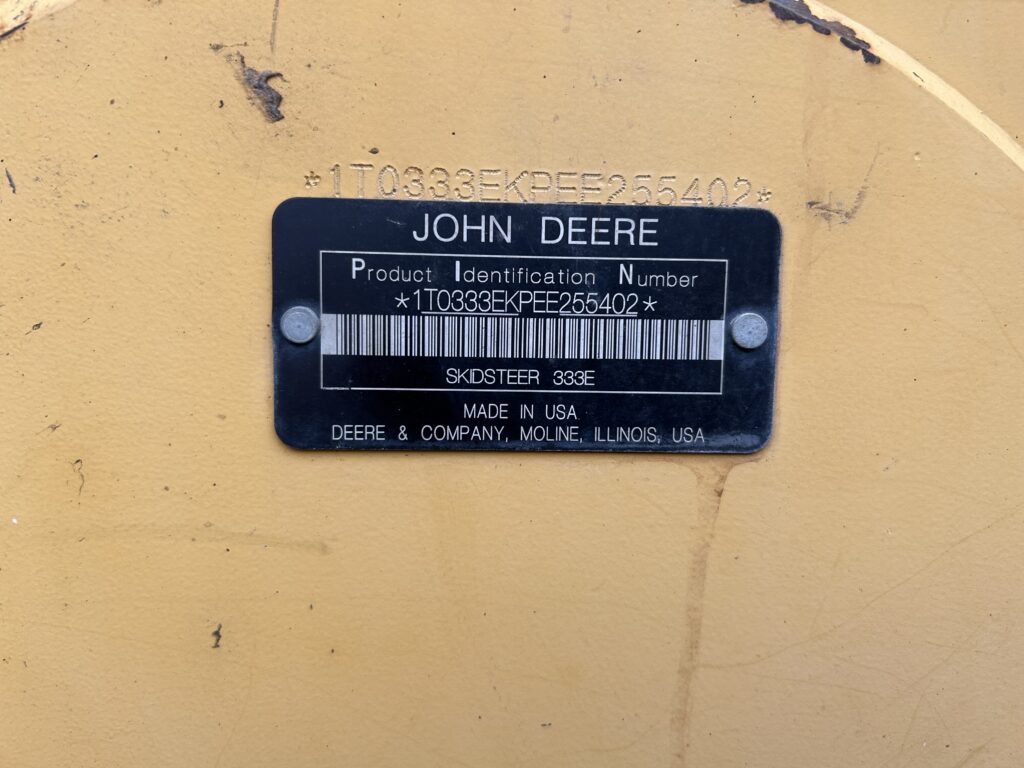 *1T0333EKPEE255402*
JOHN DEERE
Product Identification Number
*1T0333EKPEE255402*
SKIDSTEER 333E
MADE IN USA
DEERE & COMPANY, MOLINE, ILLINOIS, USA